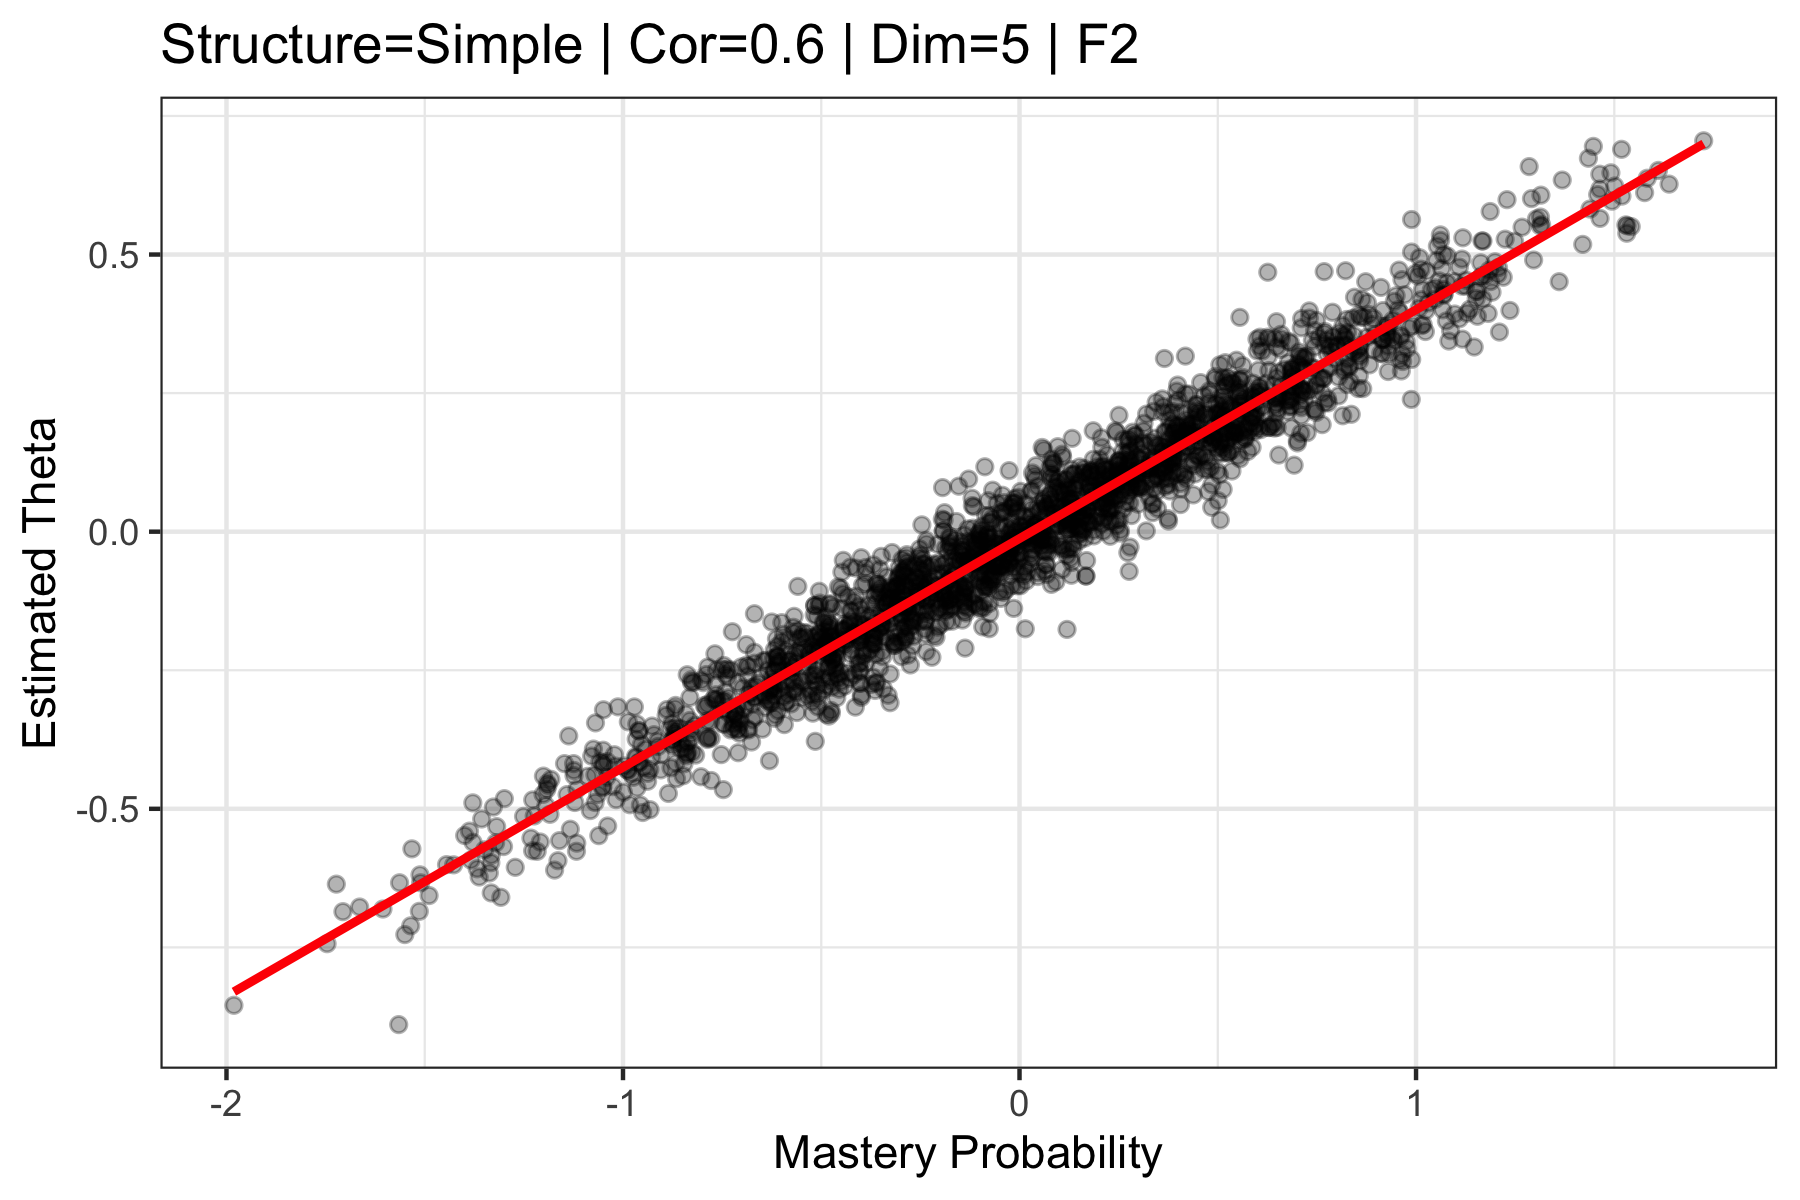 Structure=Simple | Cor=0.6 | Dim=5 | F2
Estimated Theta
0.5
0.0
-0.5
-2
-1
0
1
Mastery Probability